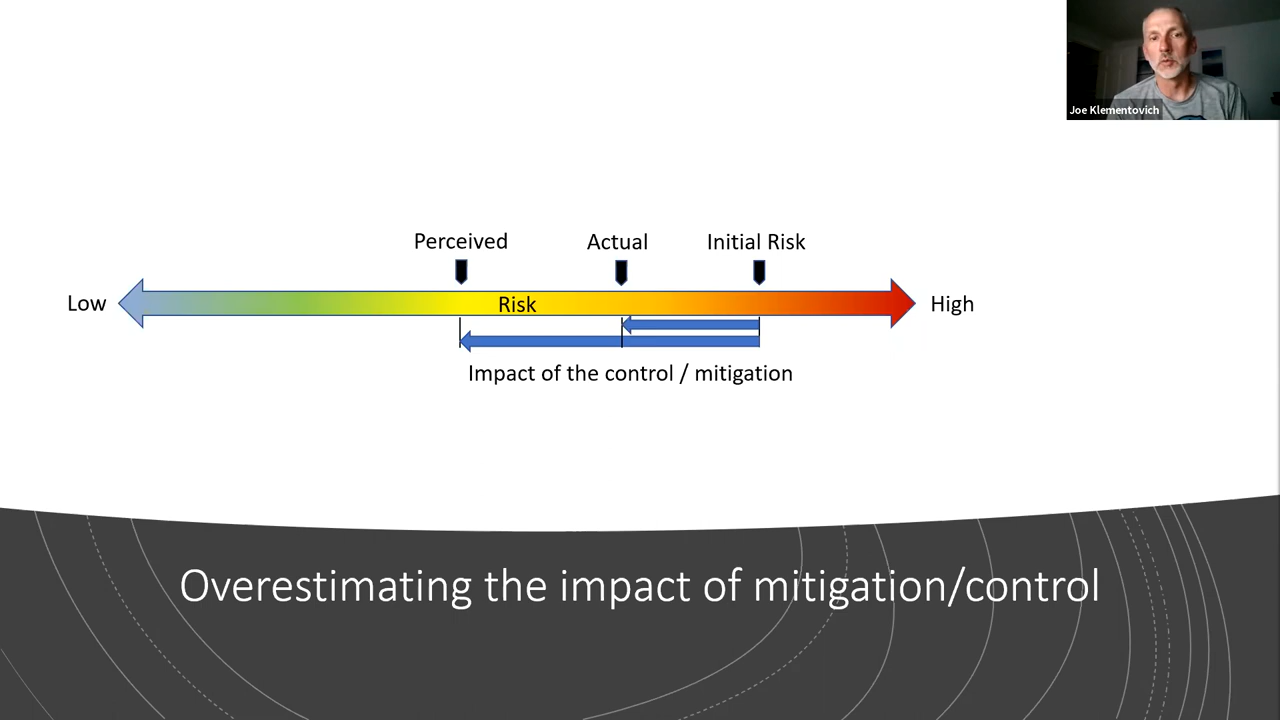 Joe Klementovich
Perceived Actual Initial Risk
Low Risk High
Impact of the control / mitigation
Overestimating the impact of mitigation/control